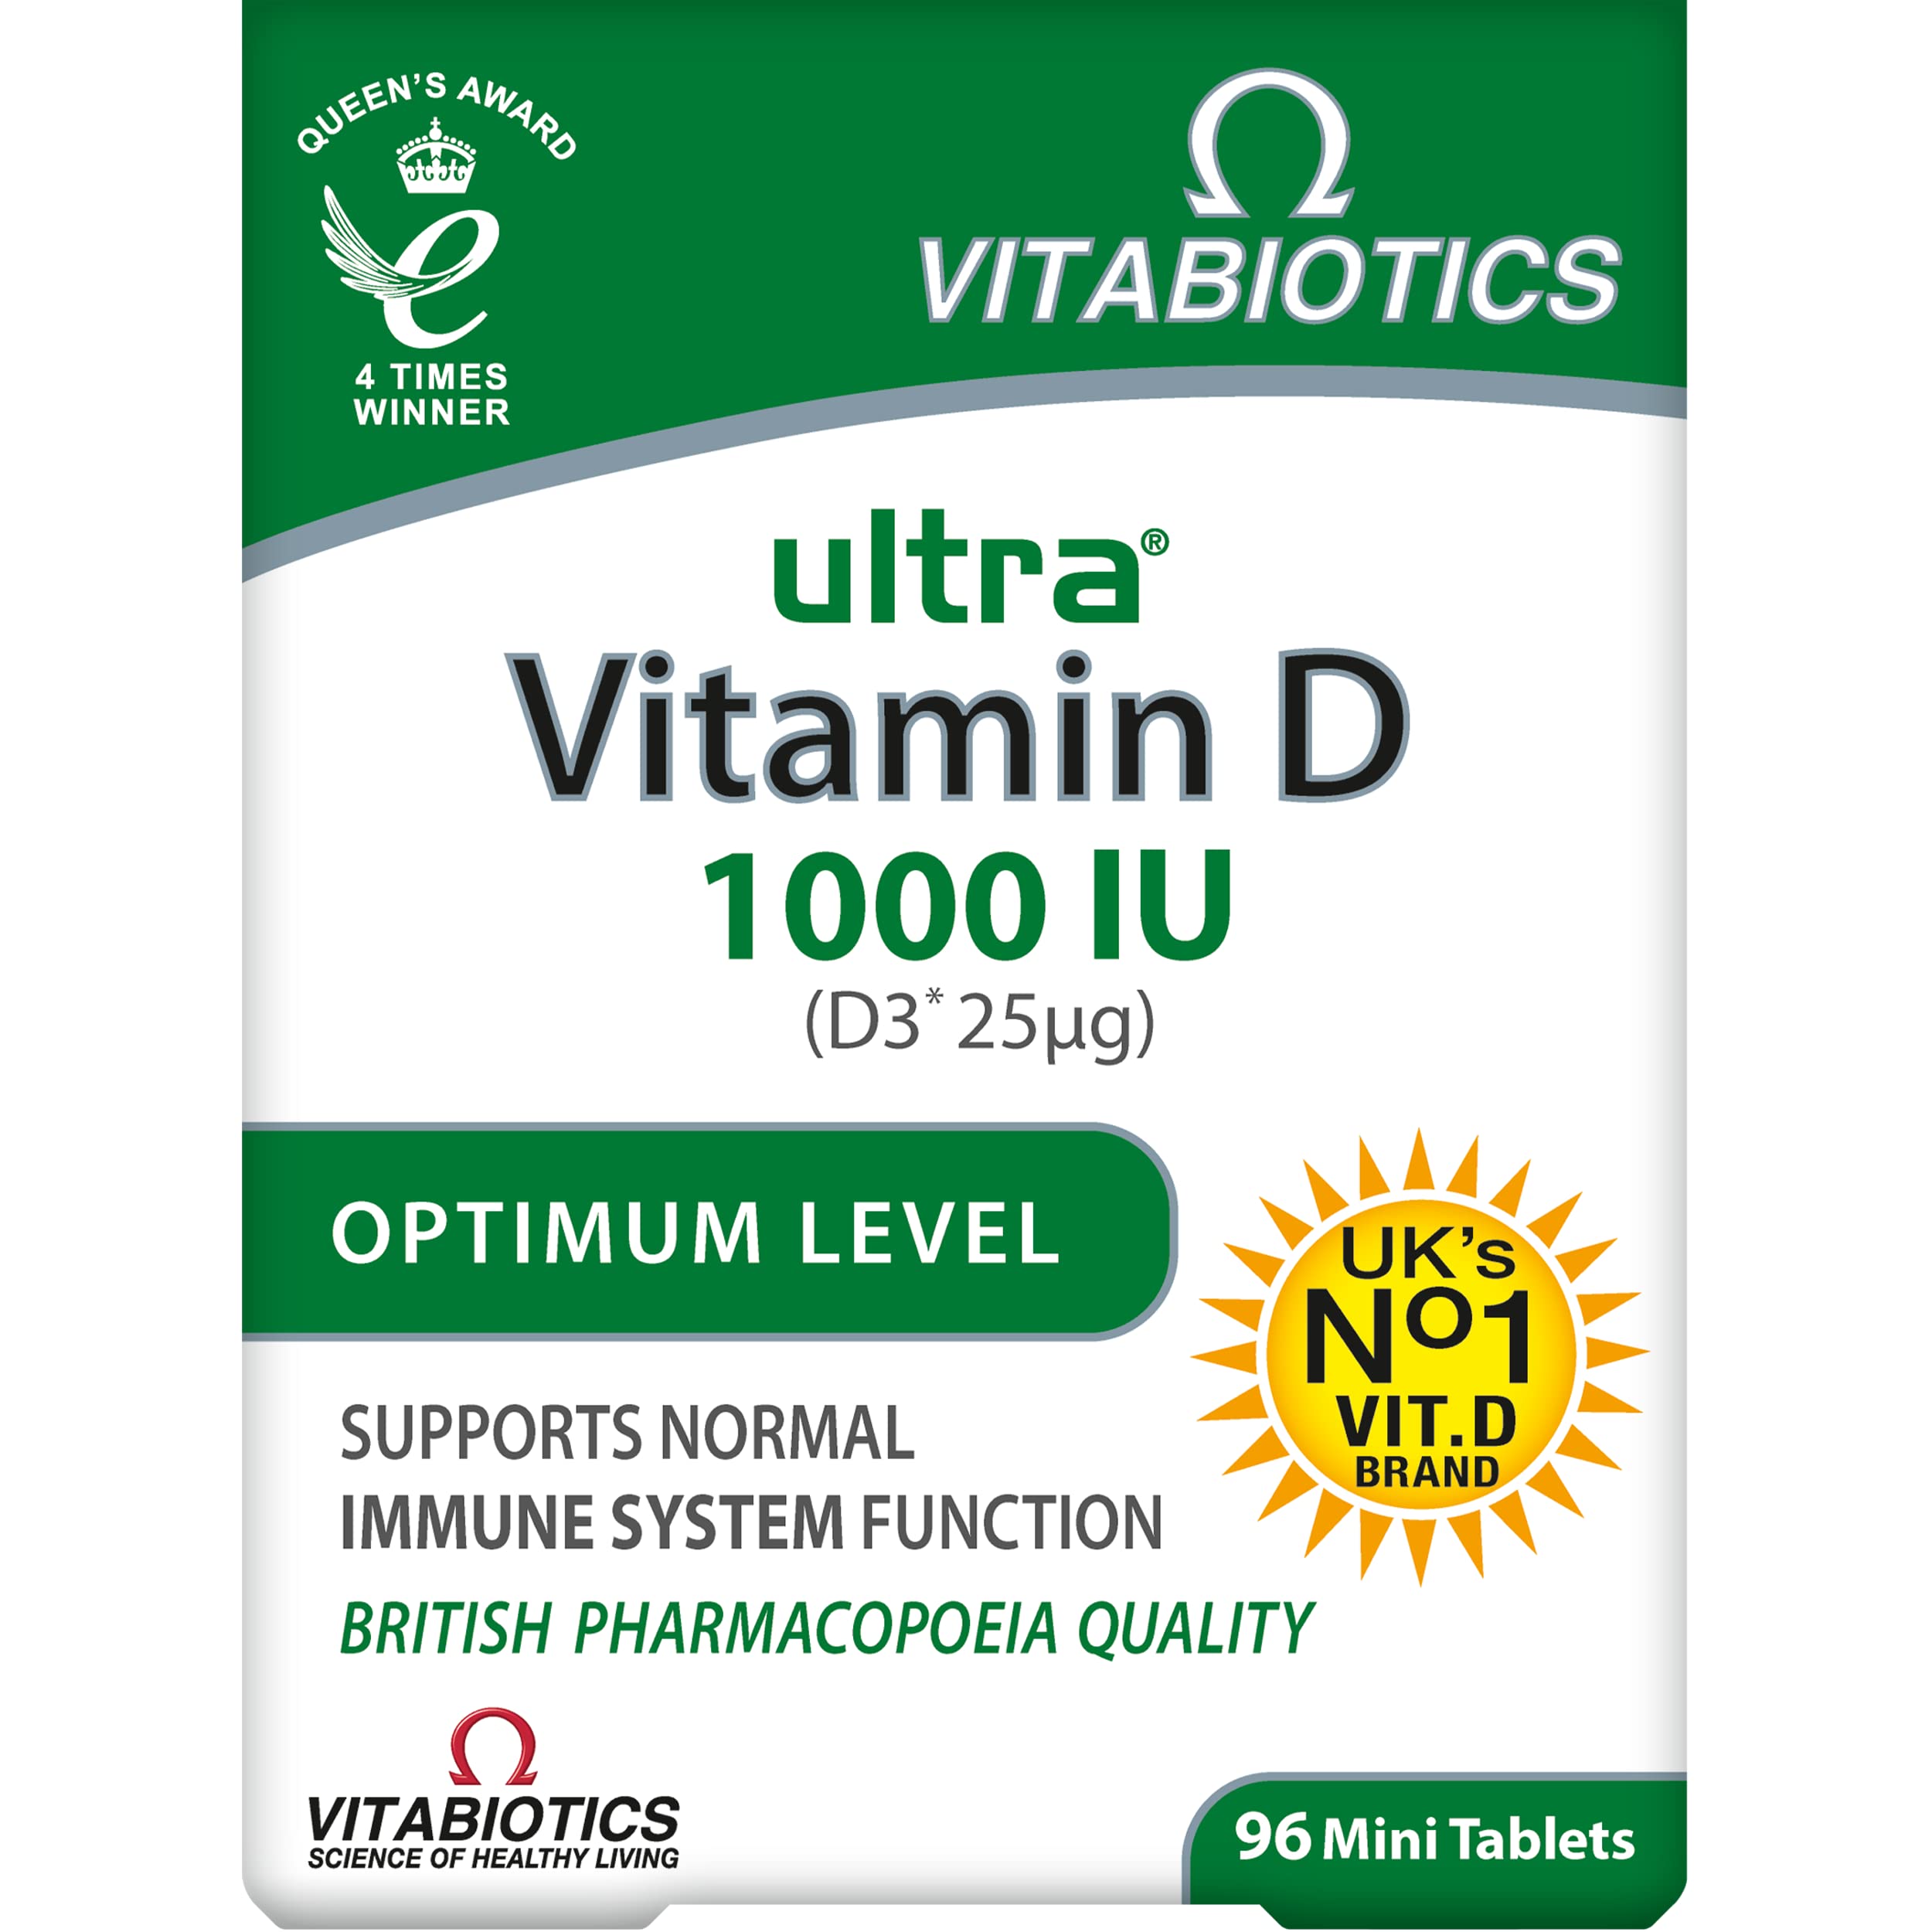 QUEEN'S AWARD
4 TIMES
WINNER
VITABIOTICS
ultra®
Vitamin D
1000 IU
(D3* 25µg)
OPTIMUM LEVEL
UK's
No1
VIT.D
BRAND
SUPPORTS NORMAL
IMMUNE SYSTEM FUNCTION
BRITISH PHARMACOPOEIA QUALITY
VITABIOTICS
SCIENCE OF HEALTHY LIVING
96 Mini Tablets